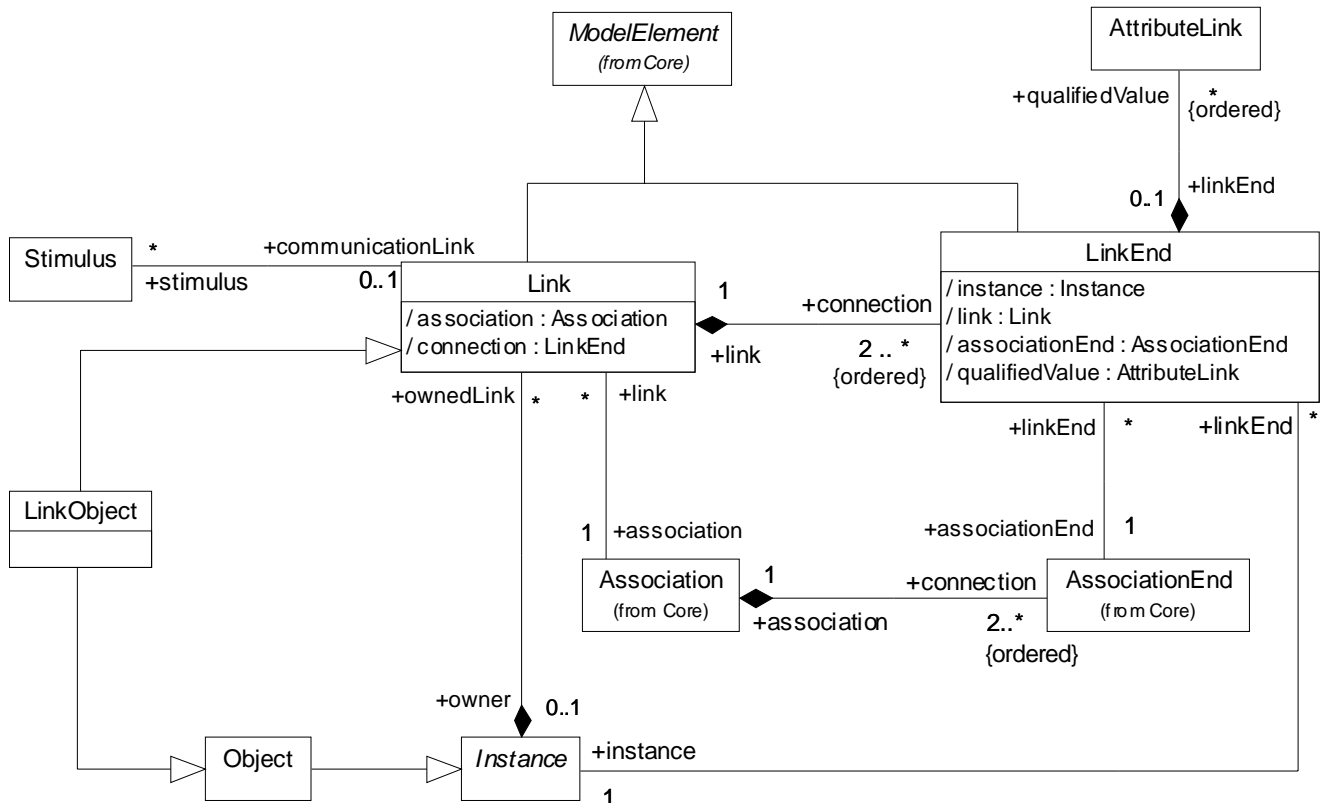 ModelElement
(from Core)
AttributeLink
+qualifiedValue
*
{ordered}
+linkEnd
0..1
Stimulus
*
+stimulus
+communicationLink
0..1
Link
/ association : Association
/ connection : LinkEnd
1
+link
+connection
2 .. *
{ordered}
LinkEnd
/ instance : Instance
/ link : Link
/ associationEnd : AssociationEnd
/ qualifiedValue : AttributeLink
+ownedLink
*
*
+link
+linkEnd
*
+linkEnd
*
LinkObject
1
+association
+associationEnd
1
Association
(from Core)
1
+association
+connection
2..*
{ordered}
AssociationEnd
(from Core)
+owner
0..1
Object
Instance
+instance
1